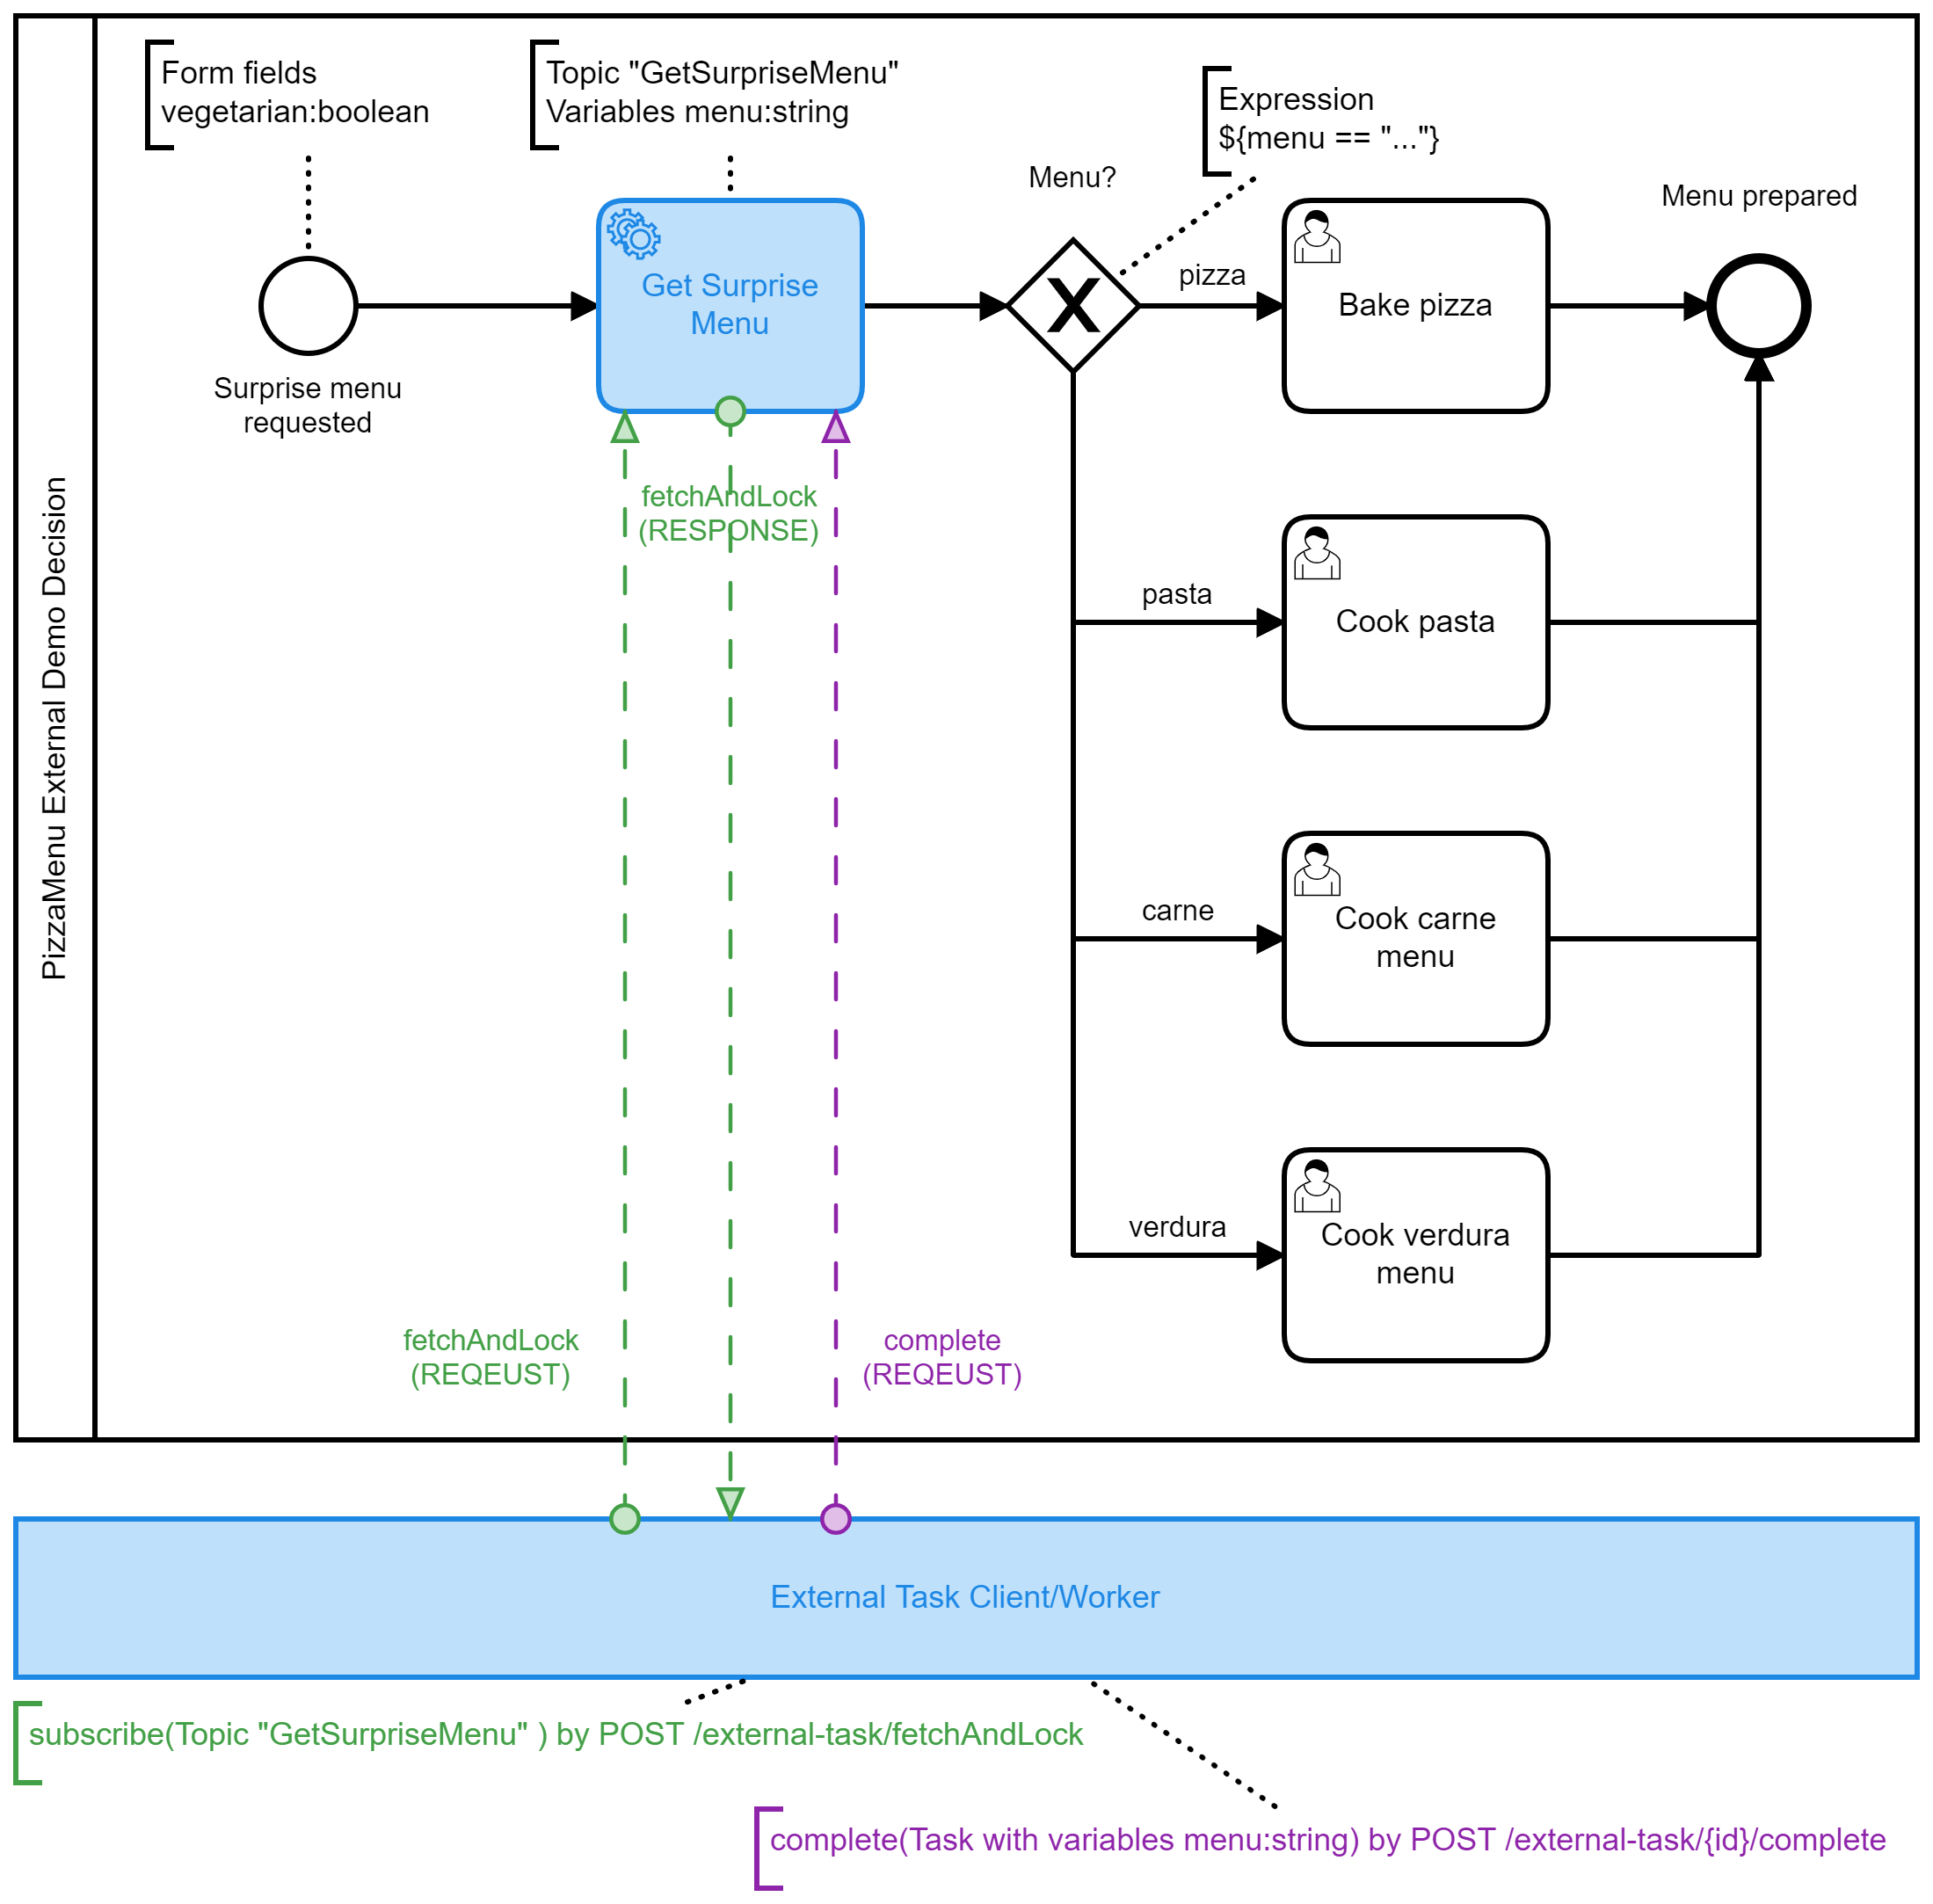 Form fields
vegetarian:boolean
Topic "GetSurpriseMenu"
Variables menu:string
Expression
${menu == "..."}
Menu?
Menu prepared
pizza
Get Surprise
Menu
Bake pizza
Surprise menu
requested
fetchAndLock
(RESPONSE)
pasta
Cook pasta
PizzaMenu External Demo Decision
carne
Cook carne
menu
verdura
Cook verdura
menu
fetchAndLock
(REQEUST)
complete
(REQEUST)
External Task Client/Worker
subscribe(Topic "GetSurpriseMenu" ) by POST /external-task/fetchAndLock
complete(Task with variables menu:string) by POST /external-task/{id}/complete